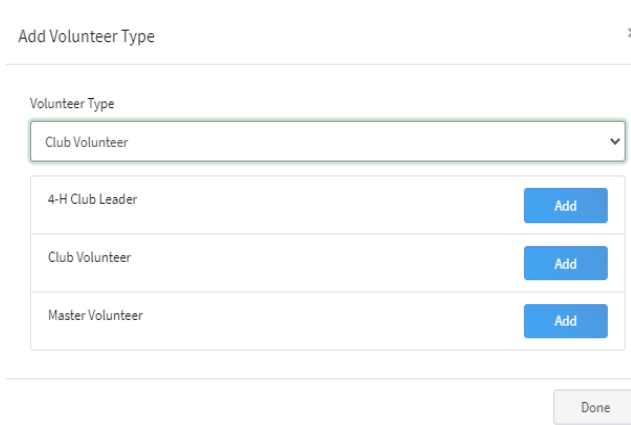 Add Volunteer Type
Volunteer Type
Club Volunteer
4-H Club Leader Add
Club Volunteer Add
Master Volunteer Add
Done